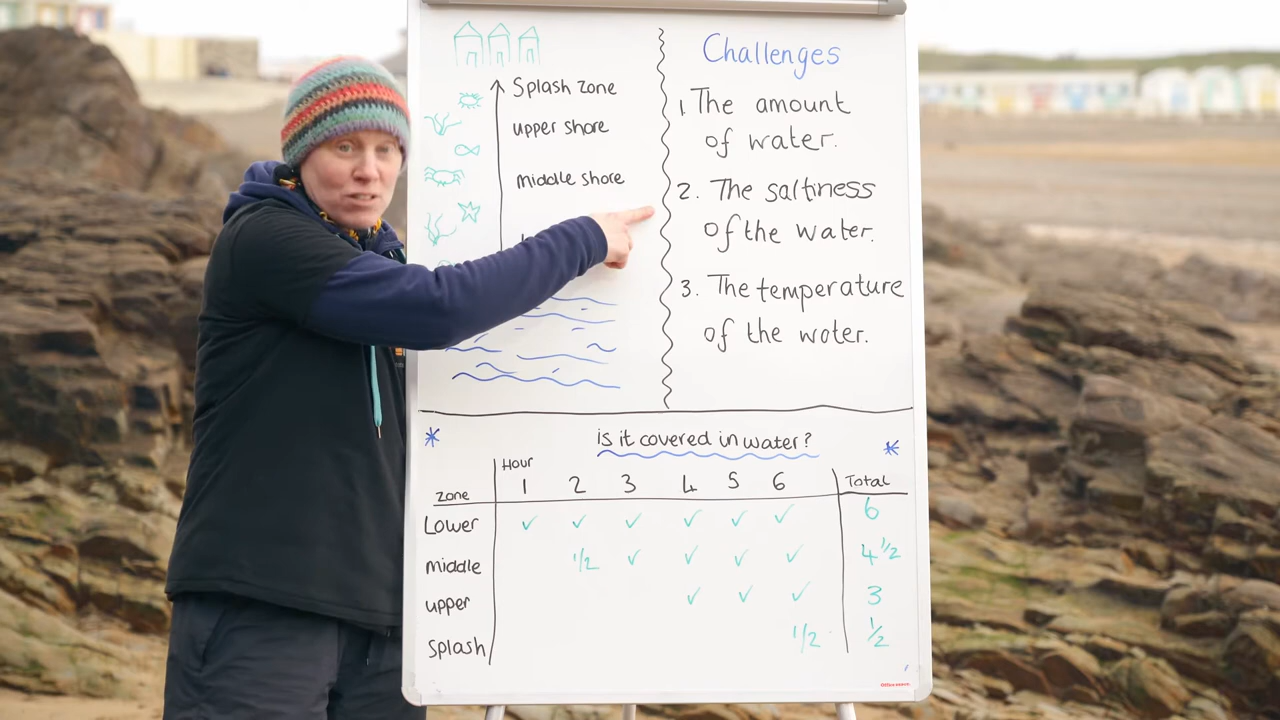 Splash zone
upper shore
middle shore
Challenges
1 The amount
of water.
2. The saltiness
of the water.
3. The temperature
of the water.
is it covered in water?
Hour
zone 1 2 3 4 5 6 Total
Lower ✓ ✓ ✓ ✓ ✓ ✓ 6
middle 1/2 ✓ ✓ ✓ ✓ 4 1/2
upper ✓ ✓ ✓ 3
Splash 1/2 1/2